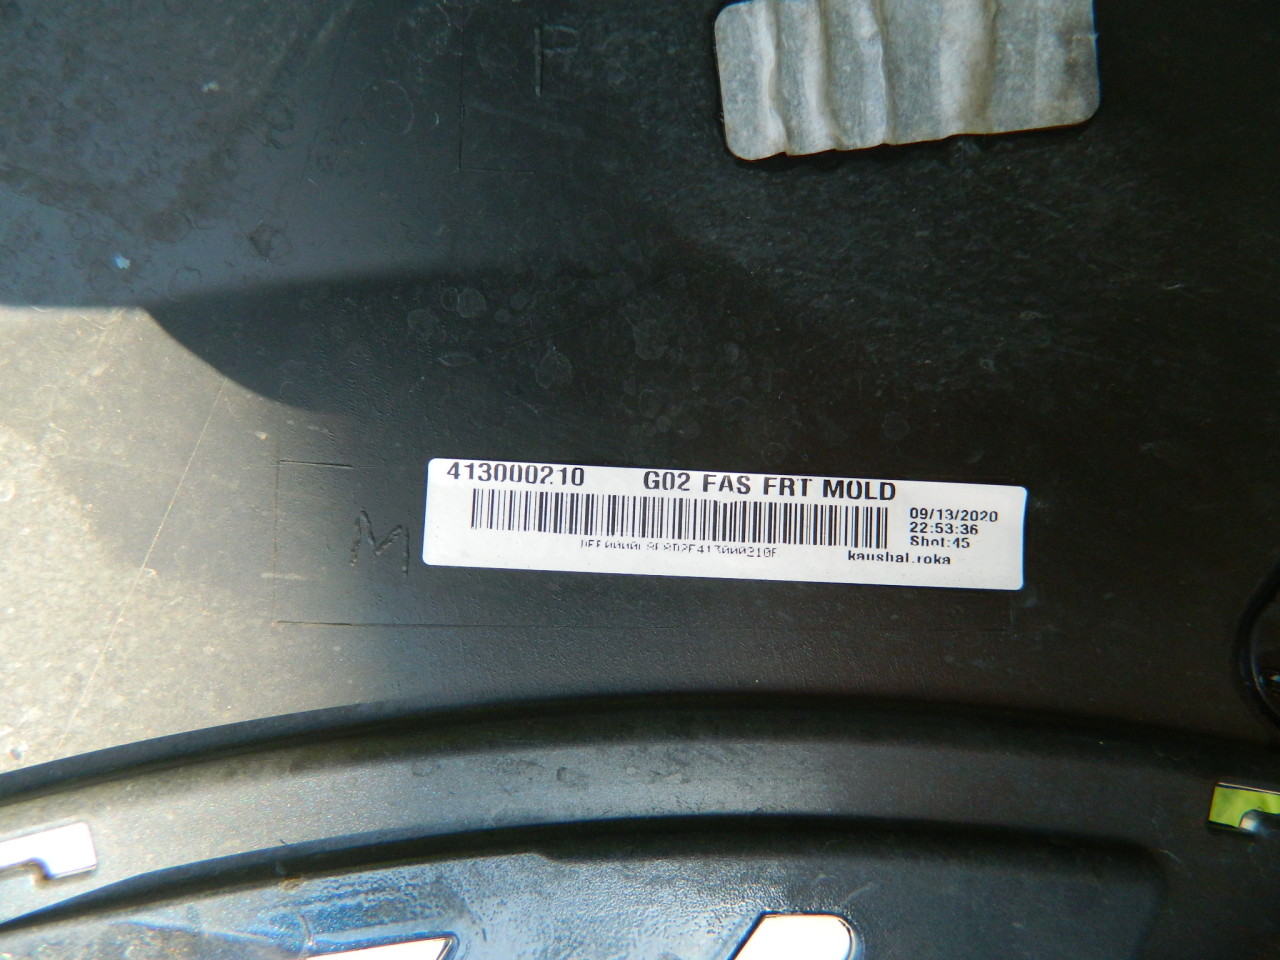 413000210 G02 FAS FRT MOLD
09/13/2020
22:53:36
Shot:45
kaushal.roka
M